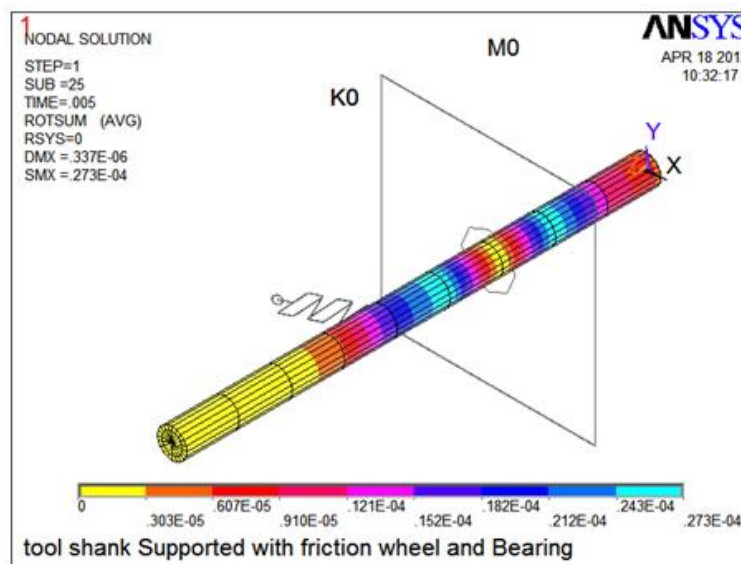 1
NODAL SOLUTION
STEP=1
SUB =25
TIME=.005
ROTSUM (AVG)
RSYS=0
DMX =.337E-06
SMX =.273E-04
M0
K0
ANSYS
APR 18
10:32:17
Y
X
0 .607E-05 .121E-04 .182E-04 .243E-04
.303E-05 .910E-05 .152E-04 .212E-04 .273E-04
tool shank Supported with friction wheel and Bearing